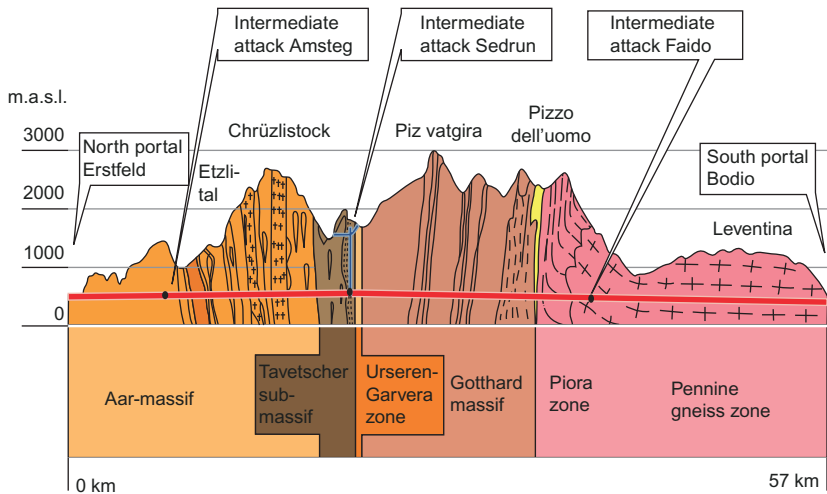 Intermediate
attack Amsteg
Intermediate
attack Sedrun
Intermediate
attack Faido
m.a.s.l.
3000
2000
1000
0
North portal
Erstfeld
Etzli-
tal
Chrüzlistock
Piz vatgira
Pizzo
dell'uomo
South portal
Bodio
Leventina
Aar-massif
Tavetscher
sub-
massif
Urseren-
Garvera
zone
Gotthard
massif
Piora
zone
Pennine
gneiss zone
0 km
57 km